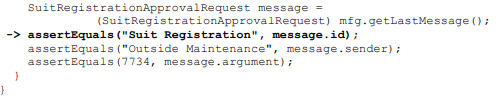 SuitRegistrationApprovalRequest message =
(SuitRegistrationApprovalRequest) mfg.getLastMessage();
-> assertEquals("Suit Registration", message.id);
assertEquals("Outside Maintenance", message.sender);
assertEquals(7734, message.argument);
}
}